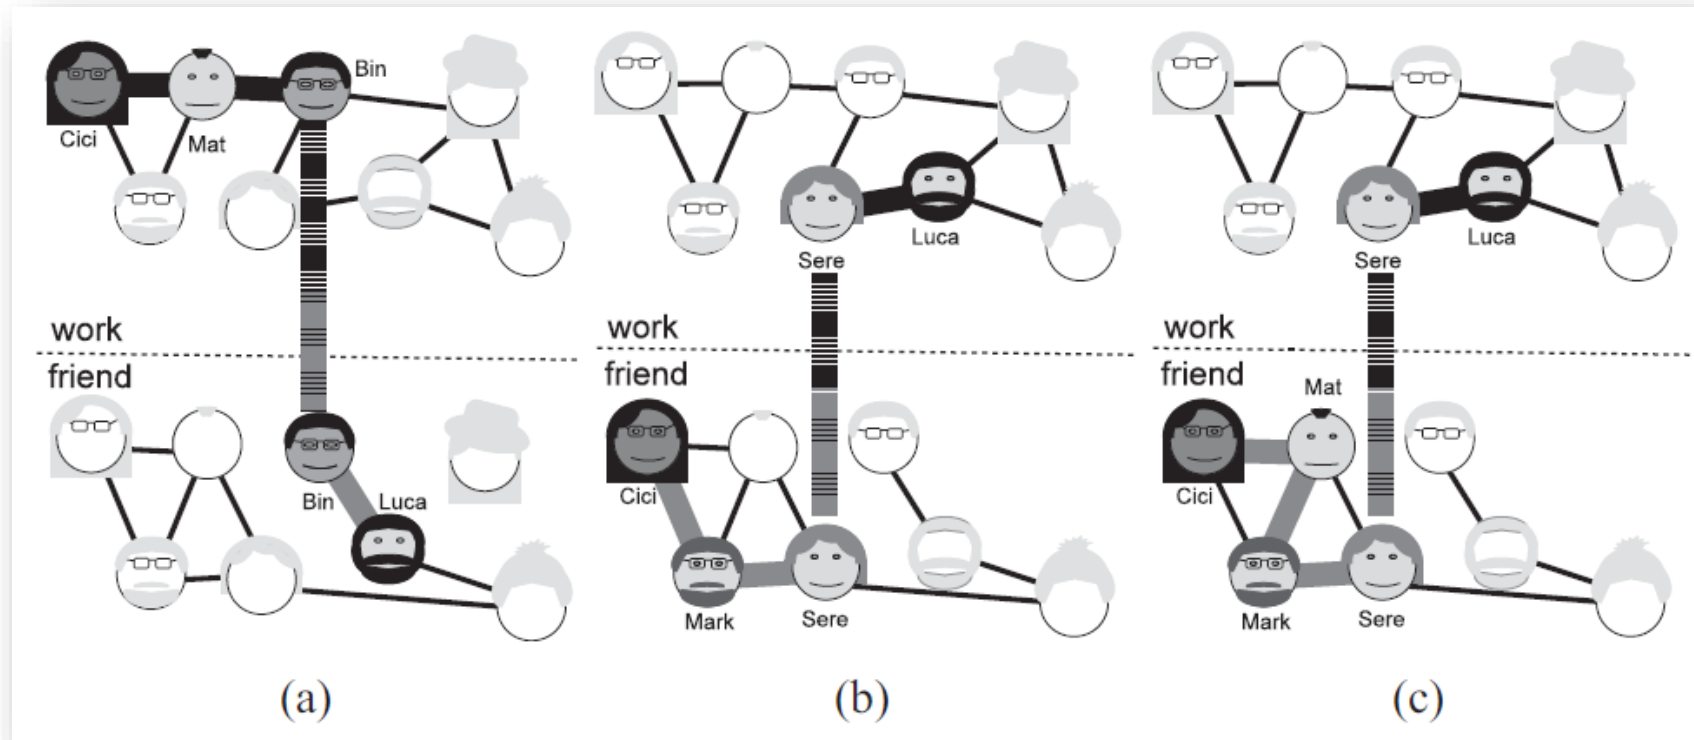 Cici
Mat
Bin
work
friend
Bin
Luca
(a)
Sere
Luca
work
friend
Cici
Mark
Sere
(b)
Sere
Luca
work
friend
Mat
Cici
Mark
Sere
(c)